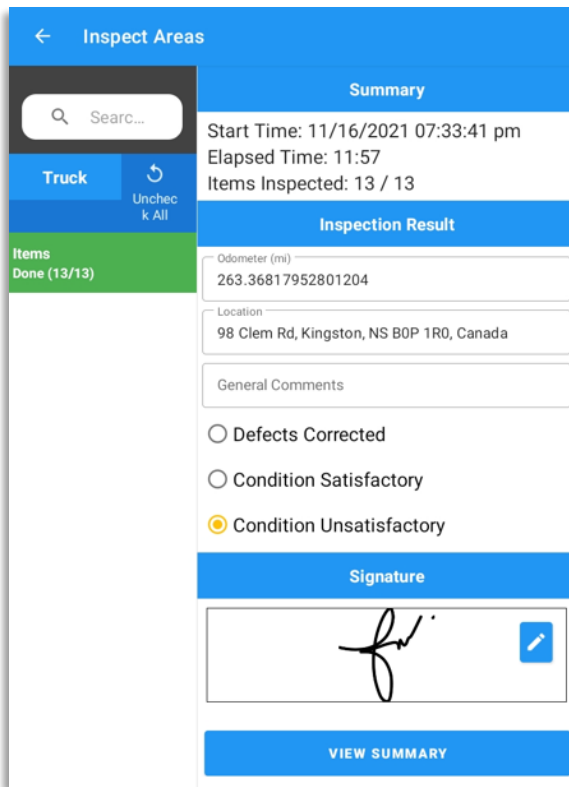 Inspect Areas
Searc...
Truck
Unchec
k All
Items
Done (13/13)
Summary
Start Time: 11/16/2021 07:33:41 pm
Elapsed Time: 11:57
Items Inspected: 13 / 13
Inspection Result
Odometer (mi)
263.36817952801204
Location
98 Clem Rd, Kingston, NS B0P 1R0, Canada
General Comments
Defects Corrected
Condition Satisfactory
Condition Unsatisfactory
Signature
VIEW SUMMARY